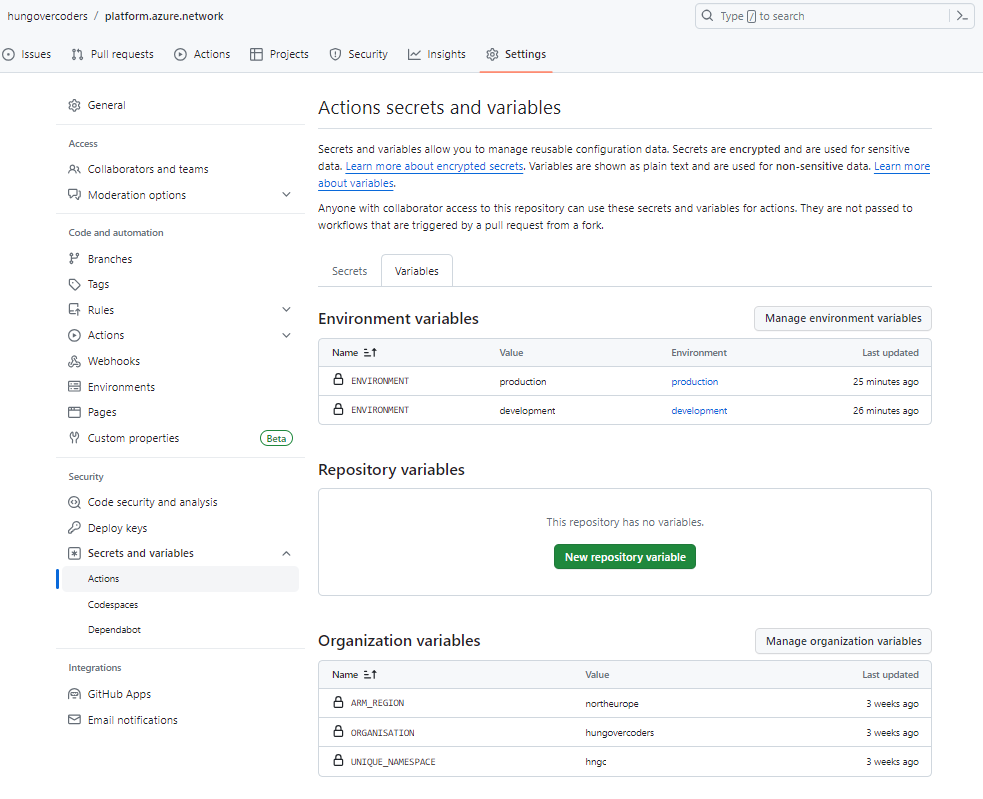 hungovercoders / platform.azure.network
Type / to search
Issues Pull requests Actions Projects Security Insights Settings
General
Access
Collaborators and teams
Moderation options
Code and automation
Branches
Tags
Rules
Actions
Webhooks
Environments
Pages
Custom properties Beta
Security
Code security and analysis
Deploy keys
Secrets and variables
Actions
Codespaces
Dependabot
Integrations
GitHub Apps
Email notifications
Actions secrets and variables
Secrets and variables allow you to manage reusable configuration data. Secrets are encrypted and are used for sensitive
data. Learn more about encrypted secrets. Variables are shown as plain text and are used for non-sensitive data. Learn more
about variables.
Anyone with collaborator access to this repository can use these secrets and variables for actions. They are not passed to
workflows that are triggered by a pull request from a fork.
Secrets Variables
Environment variables Manage environment variables
Name Value Environment Last updated
ENVIRONMENT production production 25 minutes ago
ENVIRONMENT development development 26 minutes ago
Repository variables
This repository has no variables.
New repository variable
Organization variables Manage organization variables
Name Value Last updated
ARM_REGION northeurope 3 weeks ago
ORGANISATION hungovercoders 3 weeks ago
UNIQUE_NAMESPACE hngc 3 weeks ago